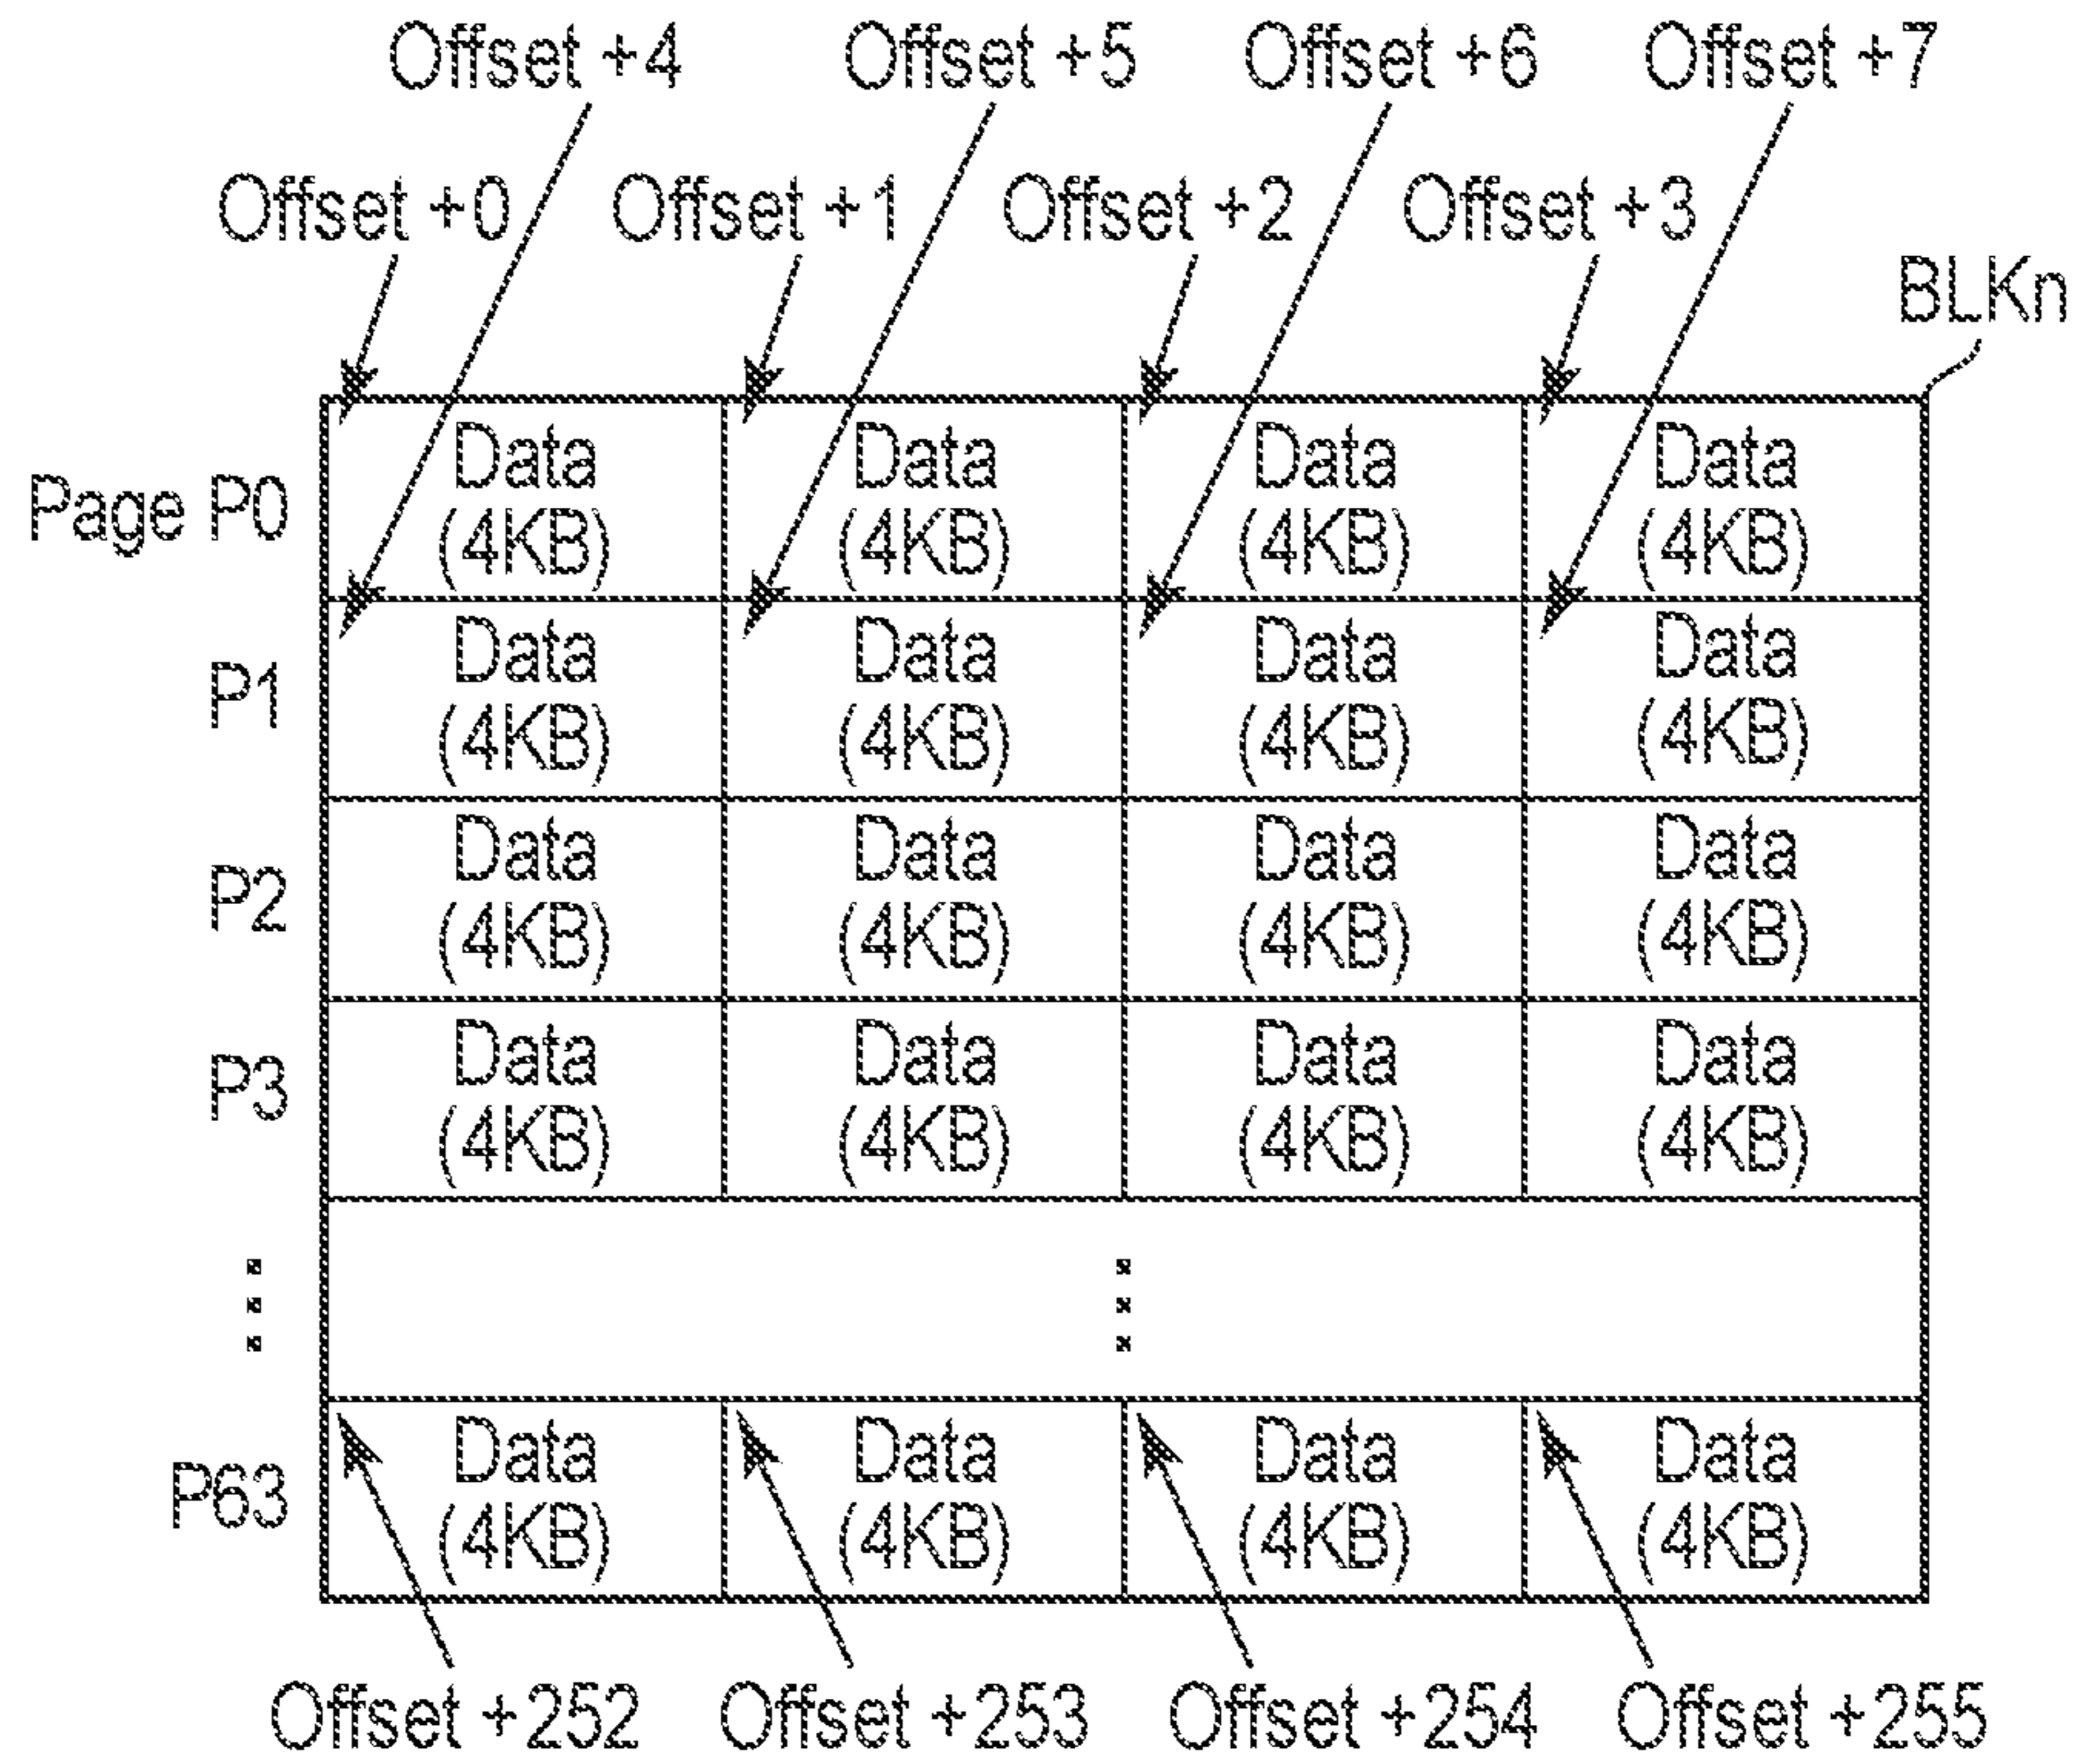 Offset +4 Offset +5 Offset +6 Offset +7
Offset +0 Offset +1 Offset +2 Offset +3
BLKn
Page P0 Data Data Data Data
(4KB) (4KB) (4KB) (4KB)
P1 Data Data Data Data
(4KB) (4KB) (4KB) (4KB)
P2 Data Data Data Data
(4KB) (4KB) (4KB) (4KB)
P3 Data Data Data Data
(4KB) (4KB) (4KB) (4KB)
P63 Data Data Data Data
(4KB) (4KB) (4KB) (4KB)
Offset +252 Offset +253 Offset +254 Offset +255